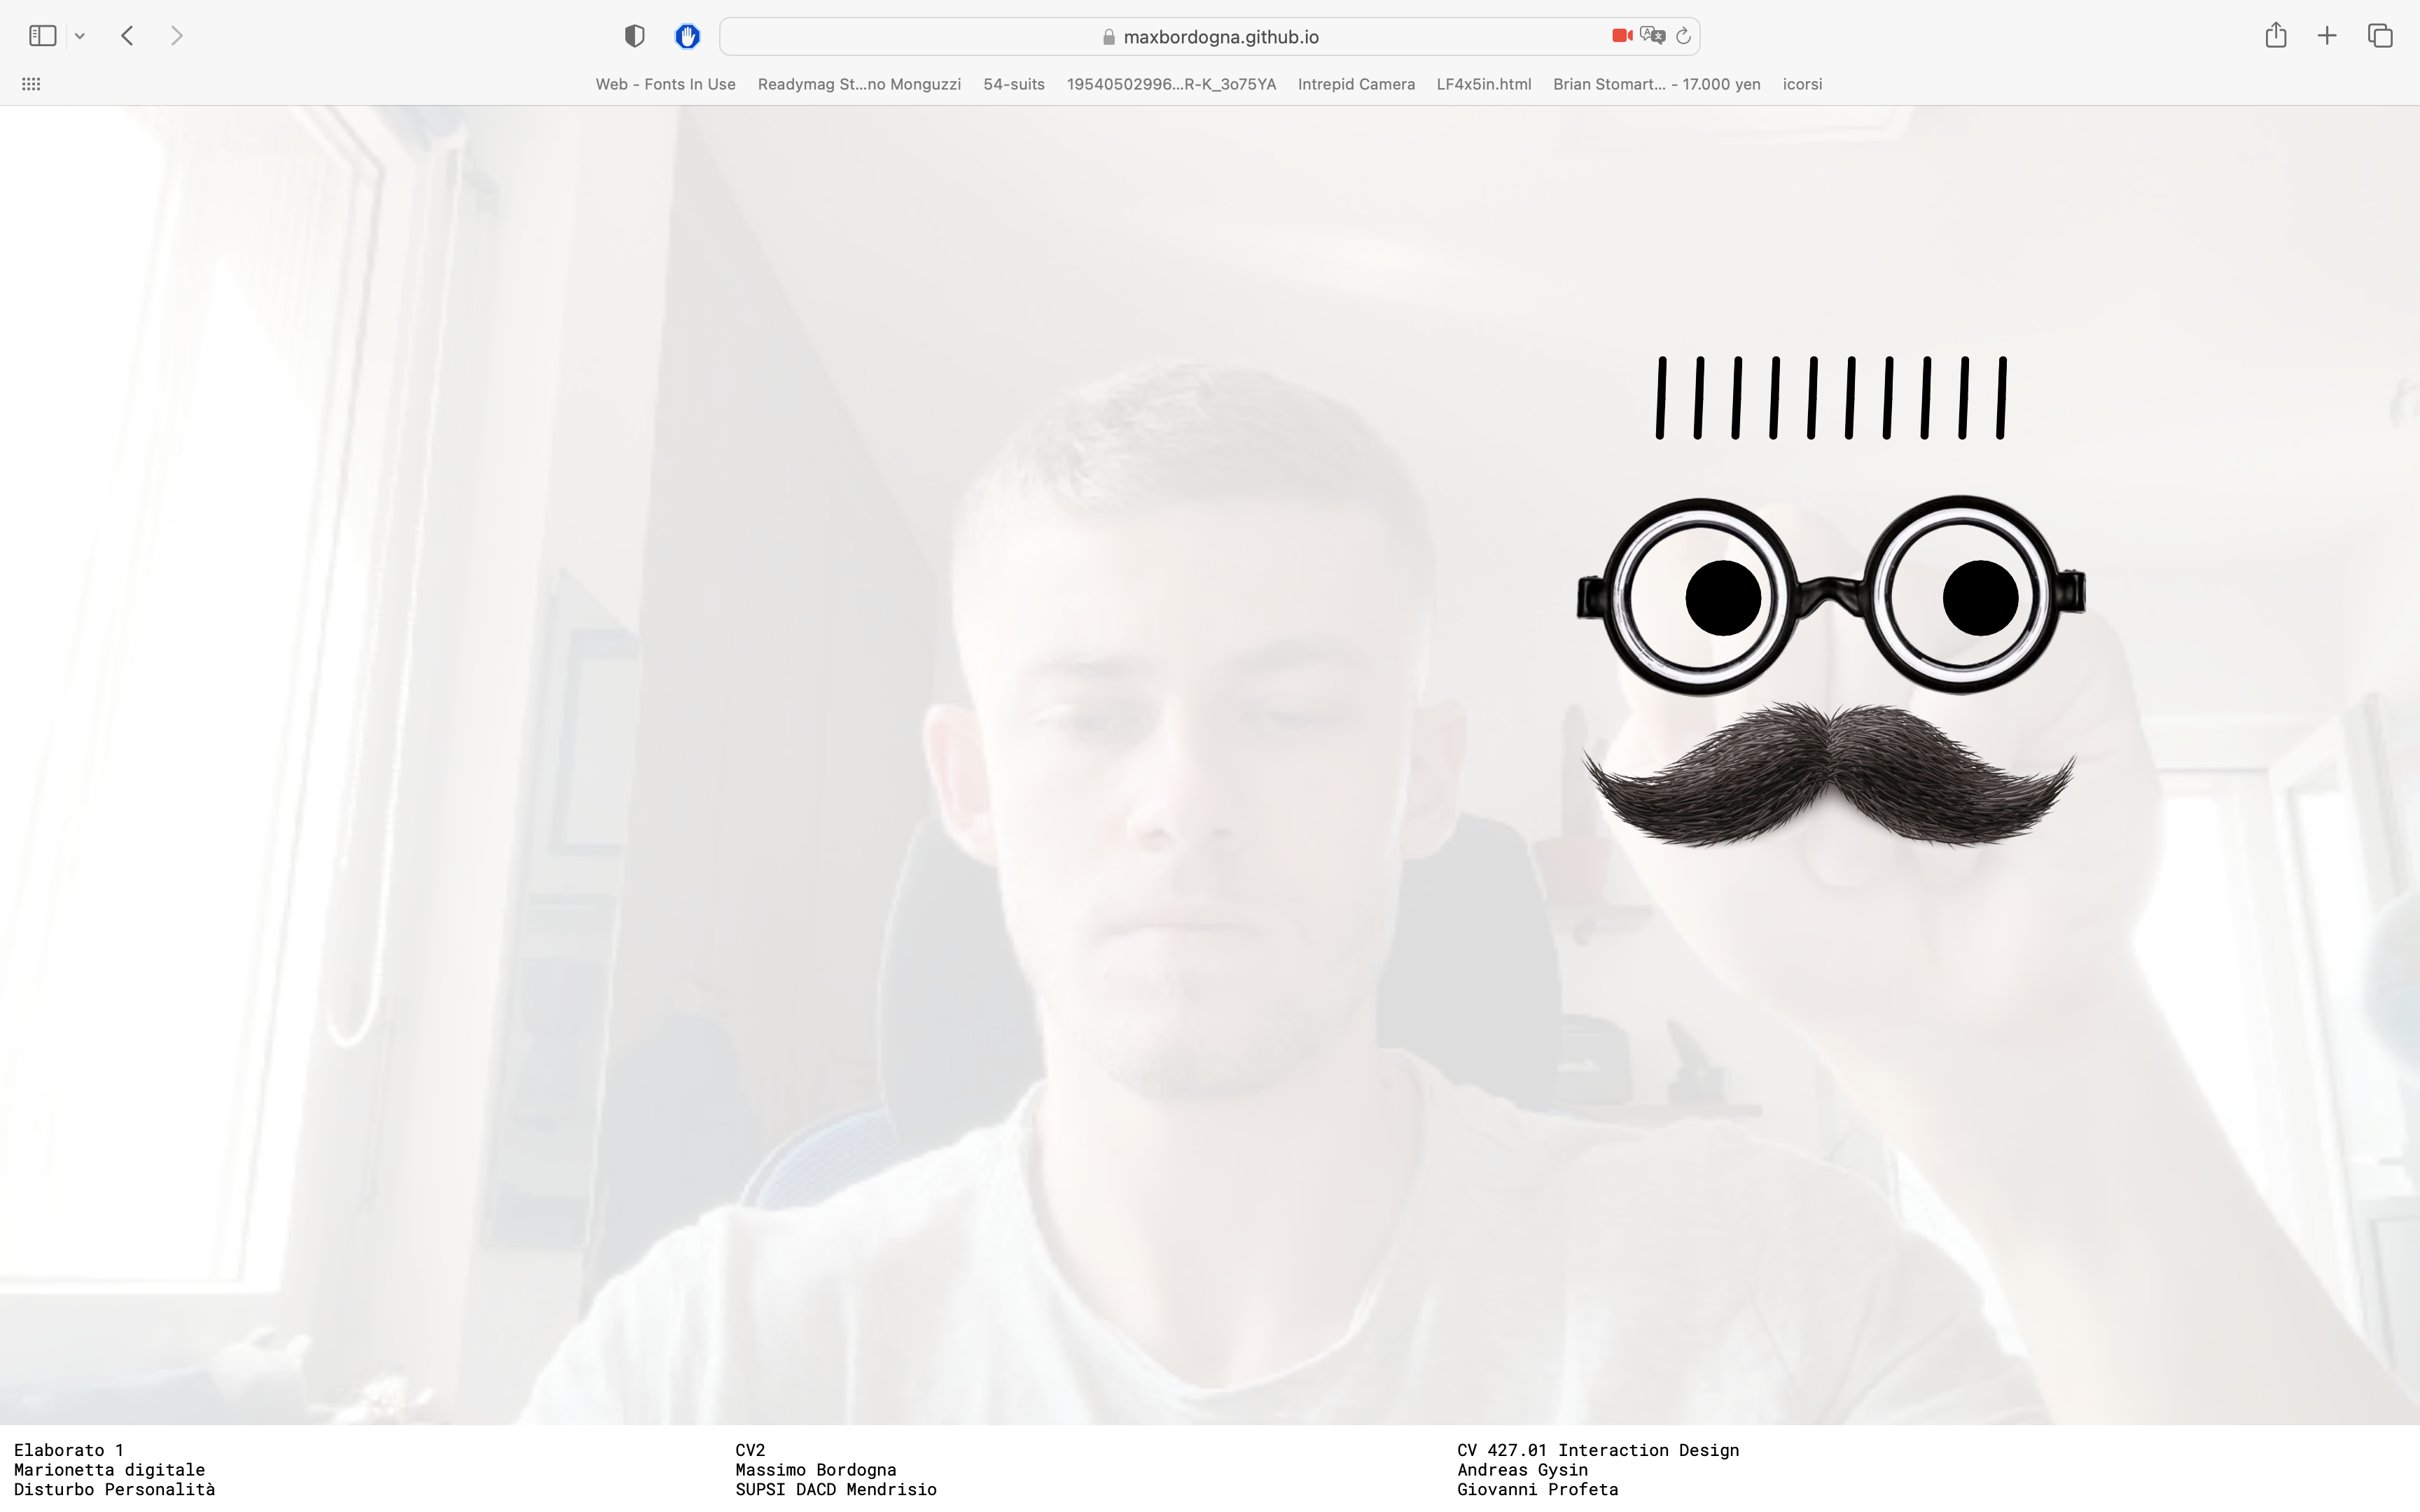 maxbordogna.github.io
Web - Fonts In Use
Readymag St...no Monguzzi
54-suits
19540502996...R-K_3o75YA
Intrepid Camera
LF4x5in.html
Brian Stomart... - 17.000 yen
icorsi
Elaborato 1
Marionetta digitale
Disturbo Personalità
CV2
Massimo Bordogna
SUPSI DACD Mendrisio
CV 427.01 Interaction Design
Andreas Gysin
Giovanni Profeta